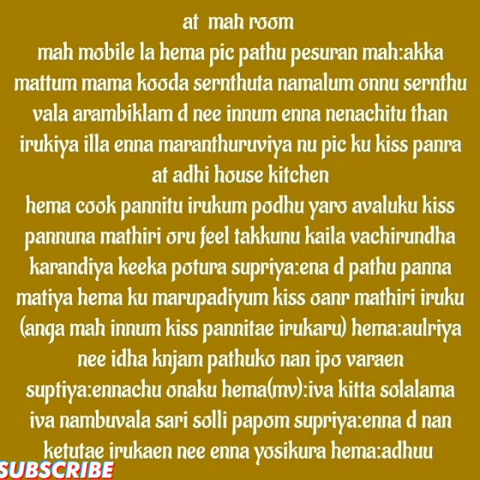 at mah room
mah mobile la hema pic pathu pesuran mah:akka
mattum mama kooda sernthuta namalum onnu sernthu
vala arambiklam d nee innum enna nenachitu than
irukiya illa enna maranthuruviya nu pic ku kiss panra
at adhi house kitchen
hema cook pannitu irukum podhu yaro avaluku kiss
pannuna mathiri oru feel takkunu kaila vachirundha
karandiya keeka potura supriya:ena d pathu panna
matiya hema ku marupadiyum kiss oanr mathiri iruku
(anga mah innum kiss pannitae irukaru) hema:aulriya
nee idha knjam pathuko nan ipo varaen
suptiya:ennachu onaku hema(mv):iva kitta solalama
iva nambuvala sari solli papom supriya:enna d nan
ketutae irukaen nee enna yosikura hema:adhuu
SUBSCRIBE